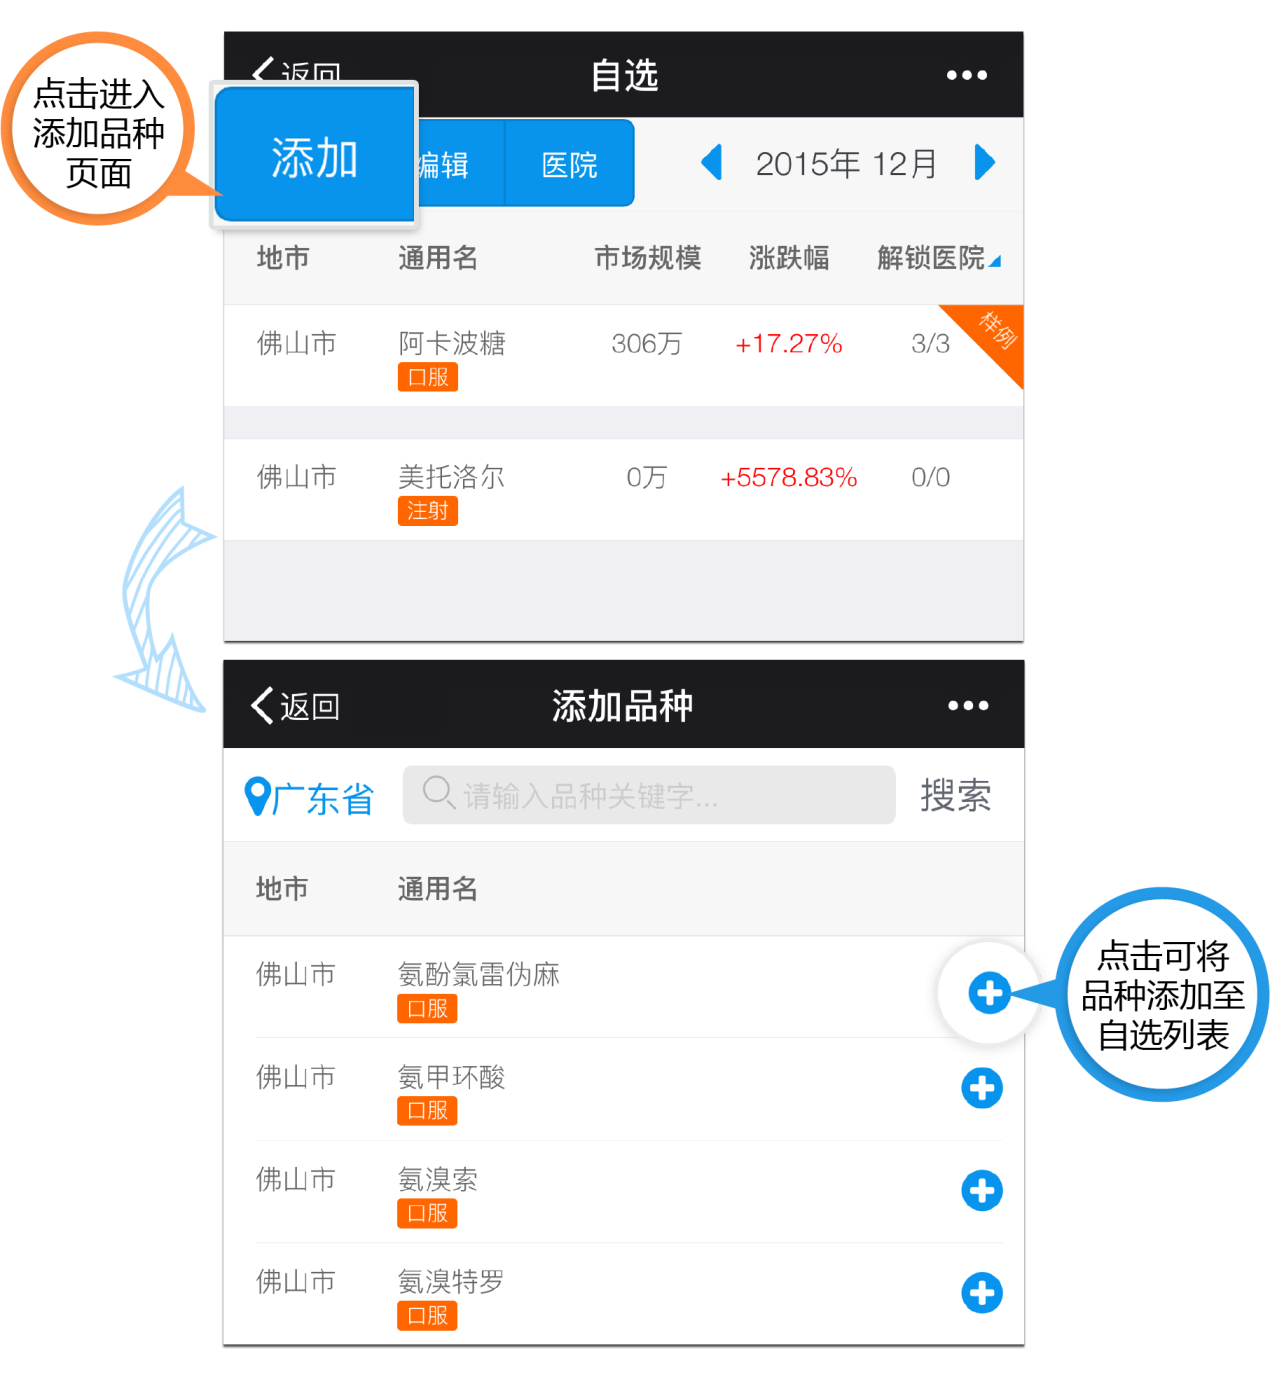 点击进入
添加品种
页面
返回
自选
添加
编辑
医院
2015年 12月
地市
通用名
市场规模
涨跌幅
解锁医院
佛山市
阿卡波糖
306万
+17.27%
3/3
样例
口服
佛山市
美托洛尔
0万
+5578.83%
0/0
注射
返回
添加品种
广东省
请输入品种关键字...
搜索
地市
通用名
佛山市
氨酚氯雷伪麻
口服
点击可将
品种添加至
自选列表
佛山市
氨甲环酸
口服
佛山市
氨溴索
口服
佛山市
氨溴特罗
口服